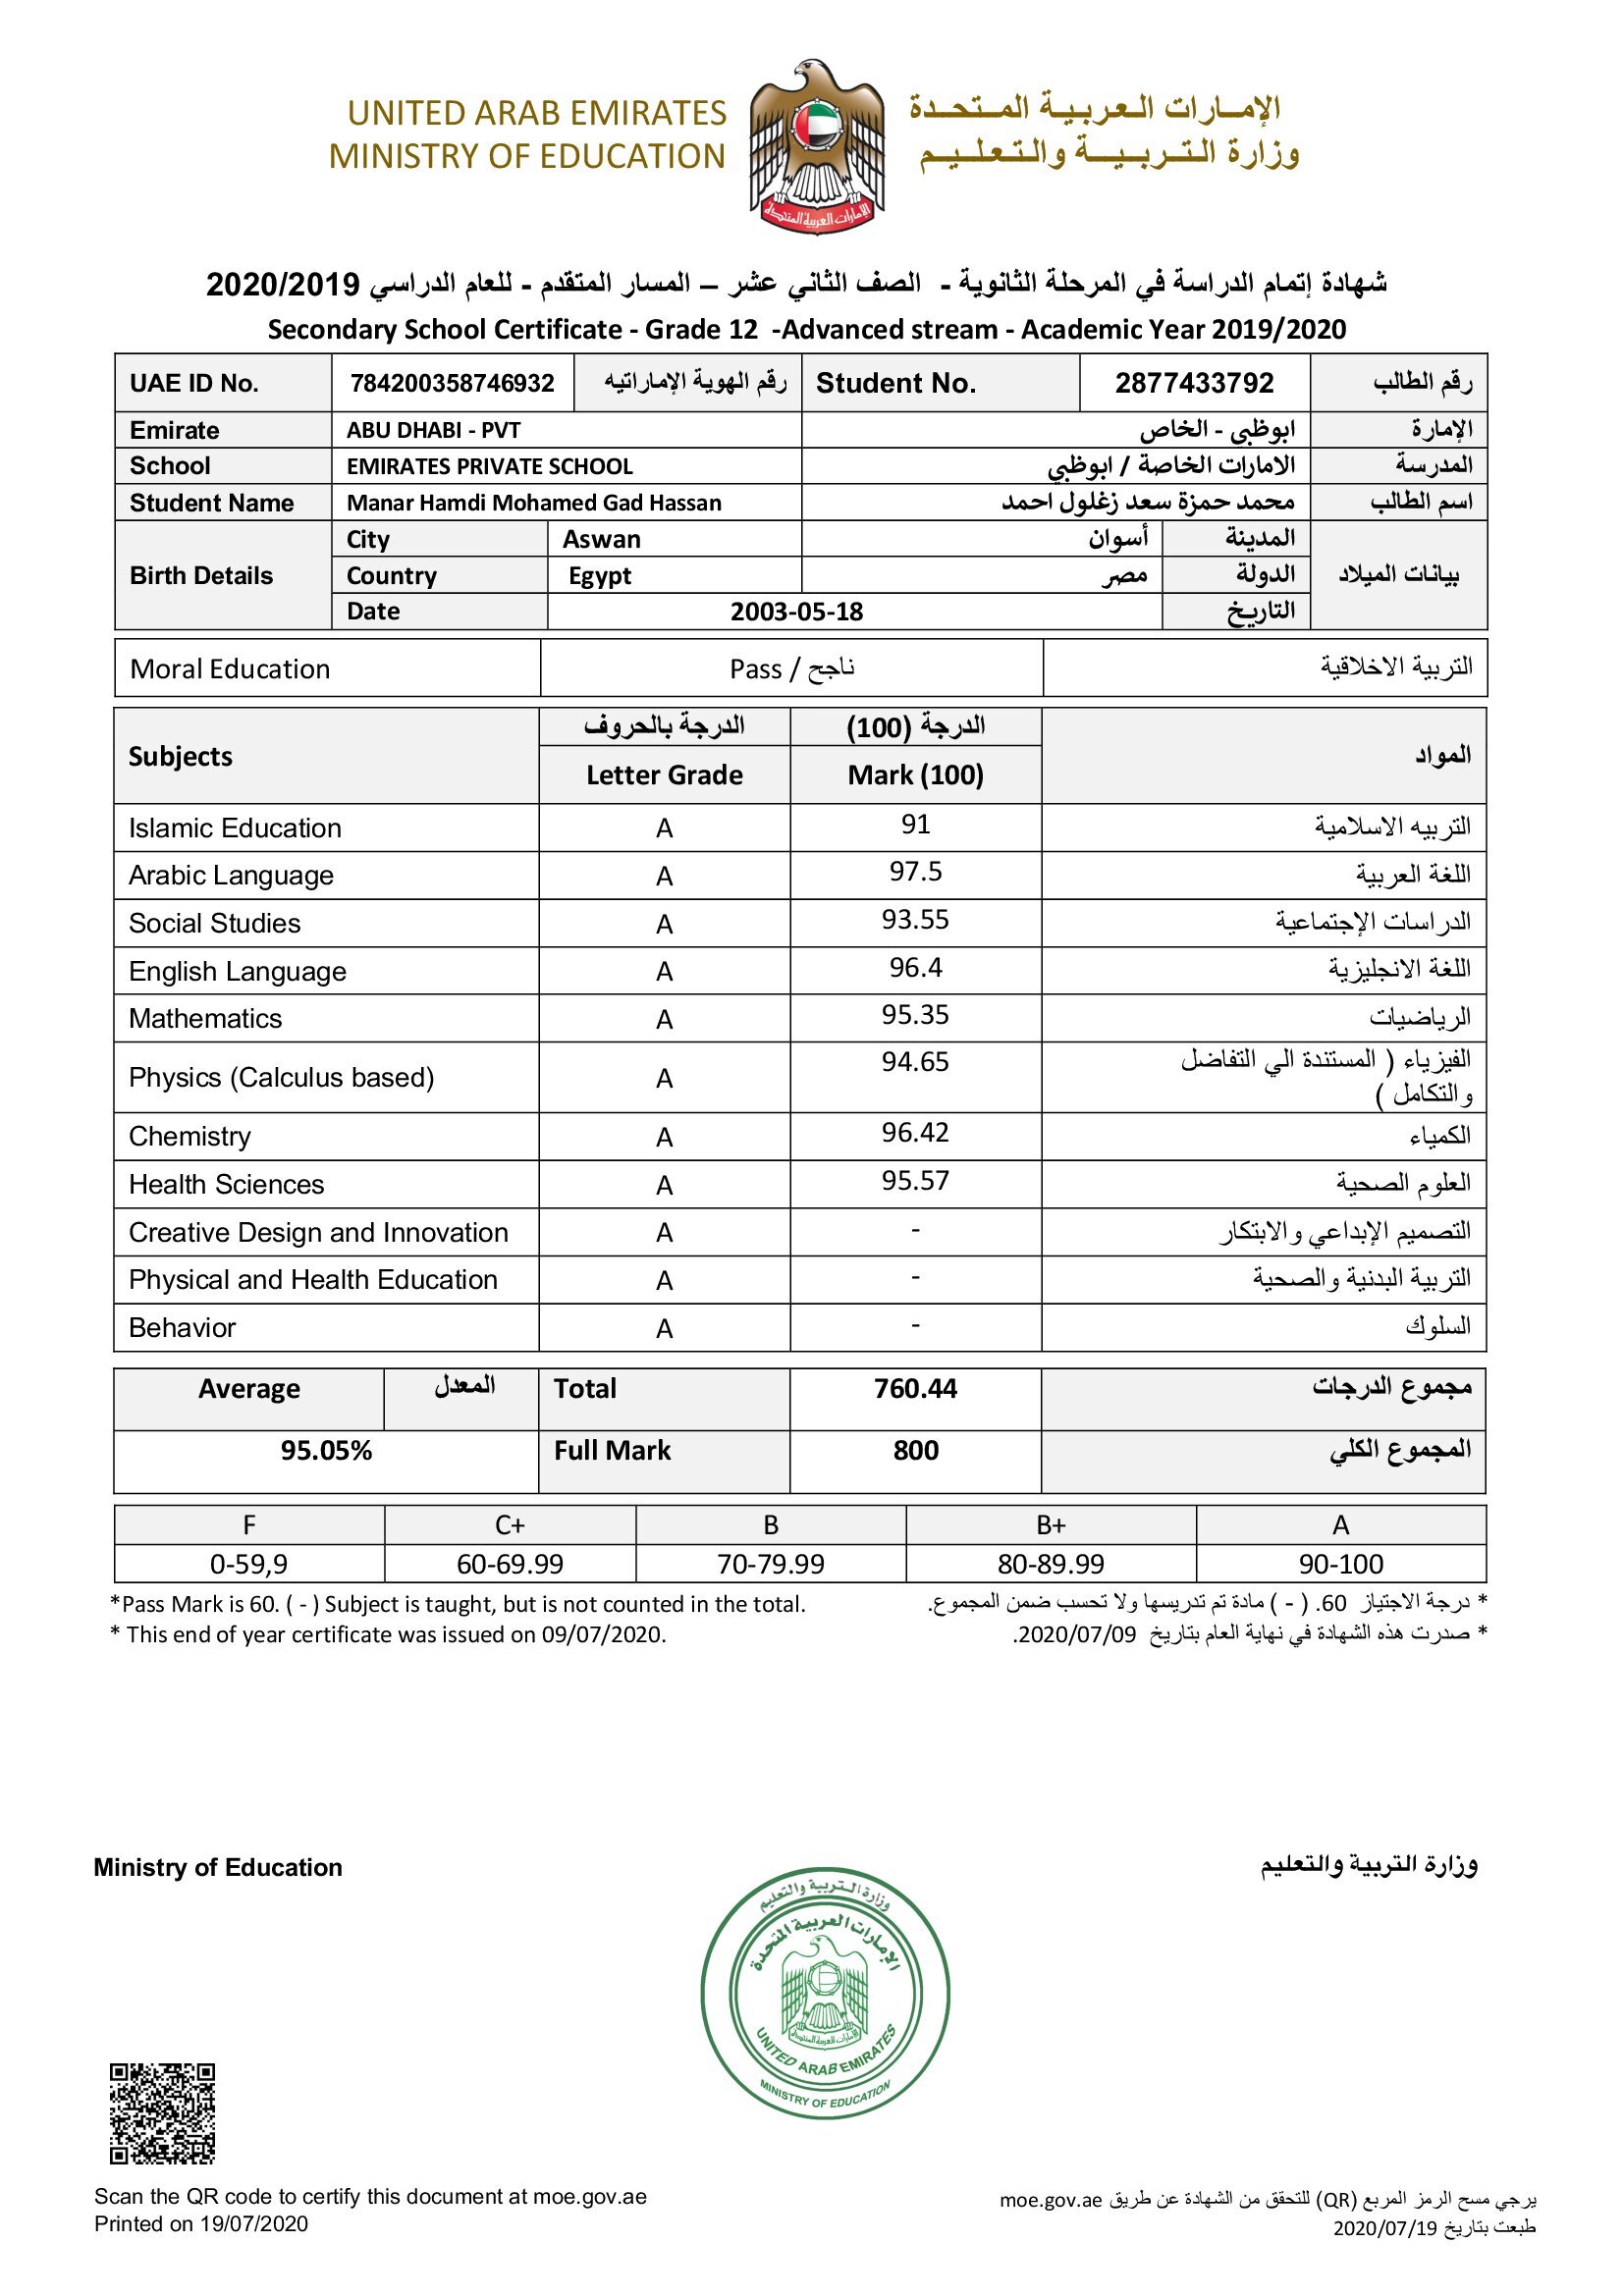 UNITED ARAB EMIRATES
MINISTRY OF EDUCATION
الإمـارات الـعـربـيـة المـتـحـدة
وزارة الـتـربـيـة والـتـعـلـيـم
الإمارات العربية المتحدة
شهادة إتمام الدراسة في المرحلة الثانوية - الصف الثاني عشر – المسار المتقدم - للعام الدراسي 2020/2019
Secondary School Certificate - Grade 12 -Advanced stream - Academic Year 2019/2020
UAE ID No. 784200358746932 رقم الهوية الإماراتيه Student No. 2877433792 رقم الطالب
Emirate ABU DHABI - PVT ابوظبي - الخاص الإمارة
School EMIRATES PRIVATE SCHOOL الامارات الخاصة / ابوظبي المدرسة
Student Name Manar Hamdi Mohamed Gad Hassan محمد حمزة سعد زغلول احمد اسم الطالب
Birth Details City Aswan أسوان المدينة بيانات الميلاد
Country Egypt مصر الدولة
Date 2003-05-18 التاريخ
Moral Education Pass / ناجح التربية الاخلاقية
Subjects الدرجة بالحروف الدرجة (100) المواد
Letter Grade Mark (100)
Islamic Education A 91 التربيه الاسلامية
Arabic Language A 97.5 اللغة العربية
Social Studies A 93.55 الدراسات الإجتماعية
English Language A 96.4 اللغة الانجليزية
Mathematics A 95.35 الرياضيات
Physics (Calculus based) A 94.65 الفيزياء ( المستندة الي التفاضل
والتكامل )
Chemistry A 96.42 الكمياء
Health Sciences A 95.57 العلوم الصحية
Creative Design and Innovation A - التصميم الإبداعي والابتكار
Physical and Health Education A - التربية البدنية والصحية
Behavior A - السلوك
Average المعدل Total 760.44 مجموع الدرجات
95.05% Full Mark 800 المجموع الكلي
F C+ B B+ A
0-59,9 60-69.99 70-79.99 80-89.99 90-100
*Pass Mark is 60. ( - ) Subject is taught, but is not counted in the total.
* درجة الاجتياز 60. ( - ) مادة تم تدريسها ولا تحسب ضمن المجموع.
* This end of year certificate was issued on 09/07/2020.
* صدرت هذه الشهادة في نهاية العام بتاريخ 2020/07/09.
Ministry of Education
وزارة التربية والتعليم
وزارة التربية والتعليم
الإمارات العربية المتحدة
الإمارات العربية المتحدة
UNITED ARAB EMIRATES
MINISTRY OF EDUCATION
Scan the QR code to certify this document at moe.gov.ae
يرجي مسح الرمز المربع (QR) للتحقق من الشهادة عن طريق moe.gov.ae
Printed on 19/07/2020
طبعت بتاريخ 2020/07/19